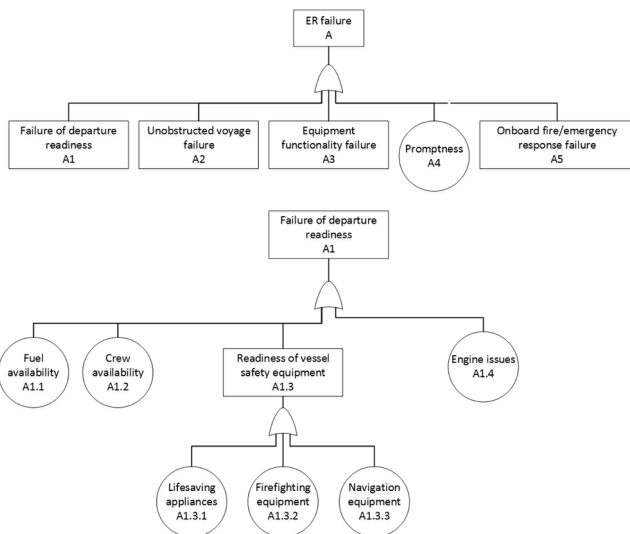 ER failure
A
Failure of departure
readiness
A1
Unobstructed voyage
failure
A2
Equipment
functionality failure
A3
Promptness
A4
Onboard fire/emergency
response failure
A5
Failure of departure
readiness
A1
Fuel
availability
A1.1
Crew
availability
A1.2
Readiness of vessel
safety equipment
A1.3
Engine issues
A1.4
Lifesaving
appliances
A1.3.1
Firefighting
equipment
A1.3.2
Navigation
equipment
A1.3.3